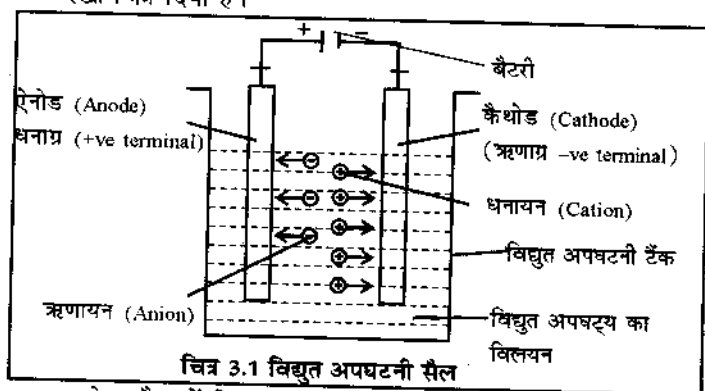 + −
बैटरी
ऐनोड (Anode)
धनाग्र (+ve terminal)
कैथोड (Cathode)
(ऋणाग्र –ve terminal)
धनायन (Cation)
विद्युत अपघटनी टैंक
ऋणायन (Anion)
विद्युत अपघट्य का
विलयन
चित्र 3.1 विद्युत अपघटनी सैल